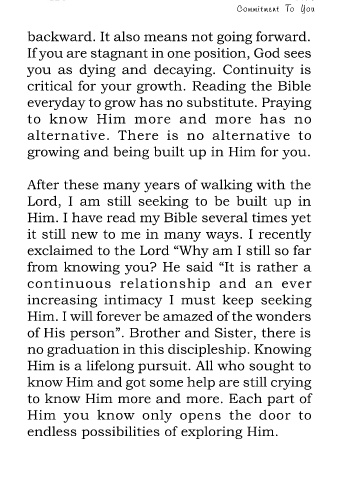 Commitment To You
backward. It also means not going forward.
If you are stagnant in one position, God sees
you as dying and decaying. Continuity is
critical for your growth. Reading the Bible
everyday to grow has no substitute. Praying
to know Him more and more has no
alternative. There is no alternative to
growing and being built up in Him for you.
After these many years of walking with the
Lord, I am still seeking to be built up in
Him. I have read my Bible several times yet
it still new to me in many ways. I recently
exclaimed to the Lord “Why am I still so far
from knowing you? He said “It is rather a
continuous relationship and an ever
increasing intimacy I must keep seeking
Him. I will forever be amazed of the wonders
of His person”. Brother and Sister, there is
no graduation in this discipleship. Knowing
Him is a lifelong pursuit. All who sought to
know Him and got some help are still crying
to know Him more and more. Each part of
Him you know only opens the door to
endless possibilities of exploring Him.